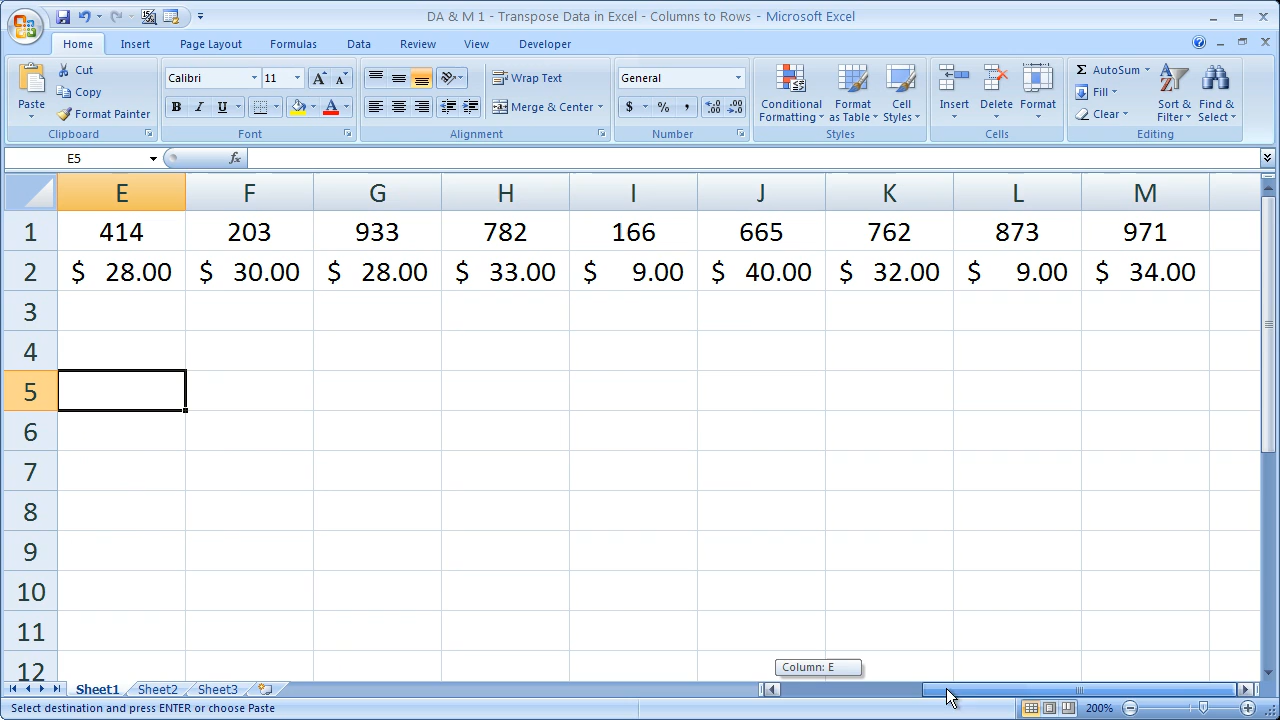 DA & M 1 - Transpose Data in Excel - Columns to rows - Microsoft Excel
Home Insert Page Layout Formulas Data Review View Developer
Paste
Cut
Copy
Format Painter
Clipboard
Calibri 11
B I U
Font
Wrap Text
Merge & Center
Alignment
General
$ % ,
Number
Conditional Formatting
Format as Table
Cell Styles
Styles
Insert Delete Format
Cells
Σ AutoSum
Fill
Clear
Sort & Filter
Find & Select
Editing
E5 fx
E F G H I J K L M
1 414 203 933 782 166 665 762 873 971
2 $ 28.00 $ 30.00 $ 28.00 $ 33.00 $ 9.00 $ 40.00 $ 32.00 $ 9.00 $ 34.00
3
4
5
6
7
8
9
10
11
12
Column: E
Sheet1 Sheet2 Sheet3
Select destination and press ENTER or choose Paste
200%